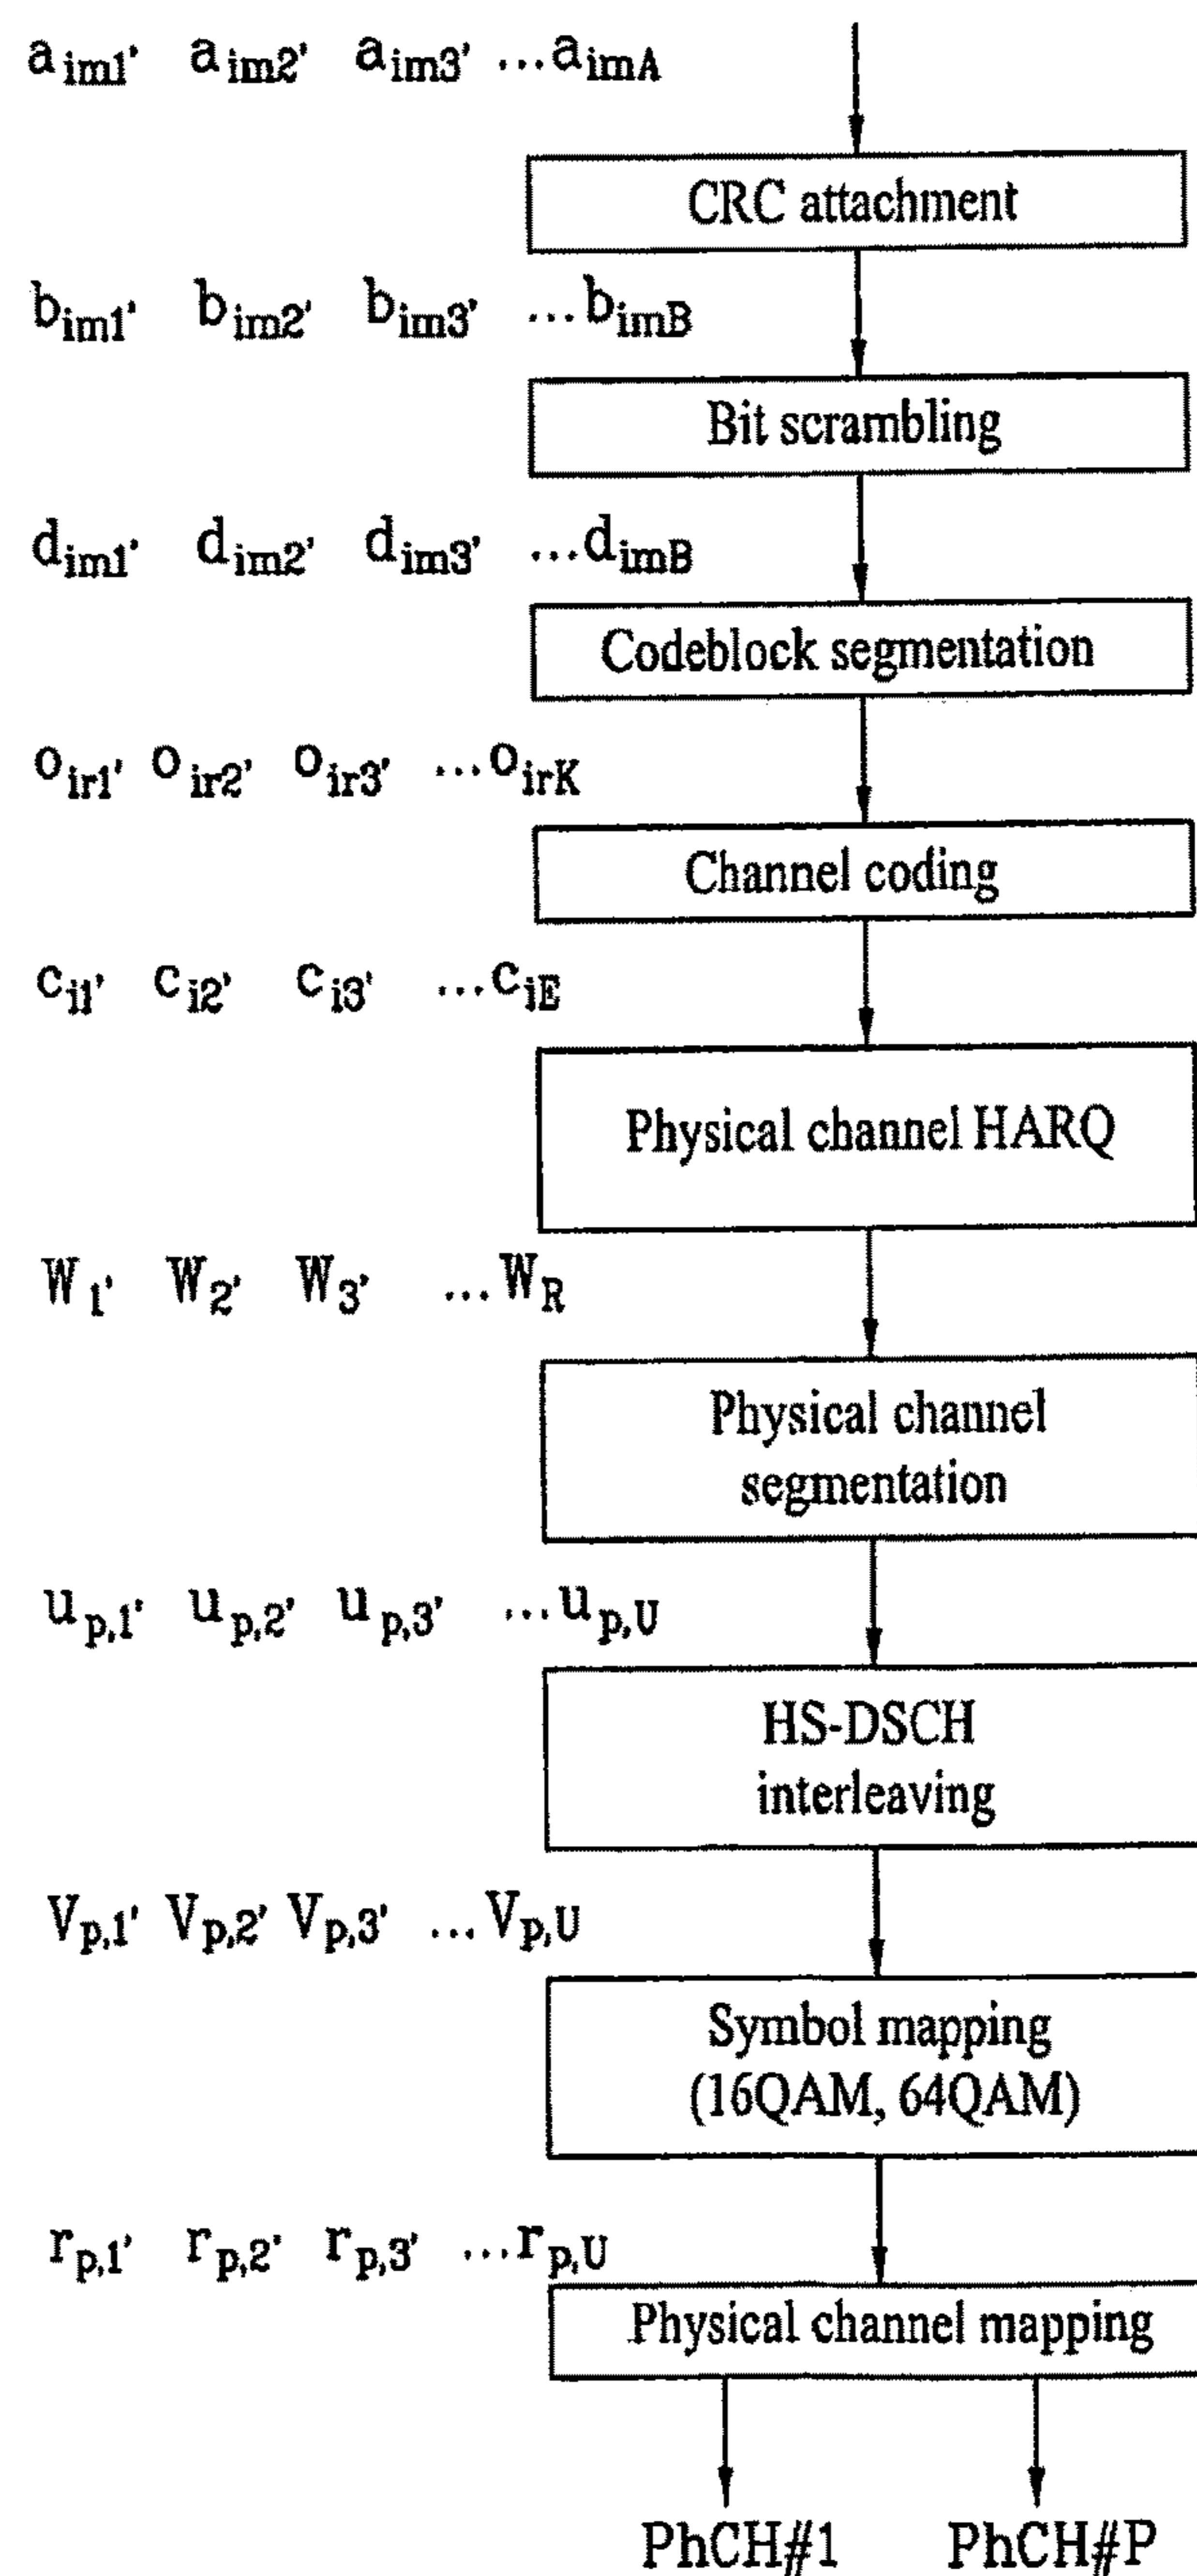 a_im1' a_im2' a_im3' ...a_imA
CRC attachment
b_im1' b_im2' b_im3' ...b_imB
Bit scrambling
d_im1' d_im2' d_im3' ...d_imB
Codeblock segmentation
o_ir1' o_ir2' o_ir3' ...o_irK
Channel coding
c_i1' c_i2' c_i3' ...c_iE
Physical channel HARQ
W_1' W_2' W_3' ...W_R
Physical channel
segmentation
u_p,1' u_p,2' u_p,3' ...u_p,U
HS-DSCH
interleaving
V_p,1' V_p,2' V_p,3' ...V_p,U
Symbol mapping
(16QAM, 64QAM)
r_p,1' r_p,2' r_p,3' ...r_p,U
Physical channel mapping
PhCH#1 PhCH#P